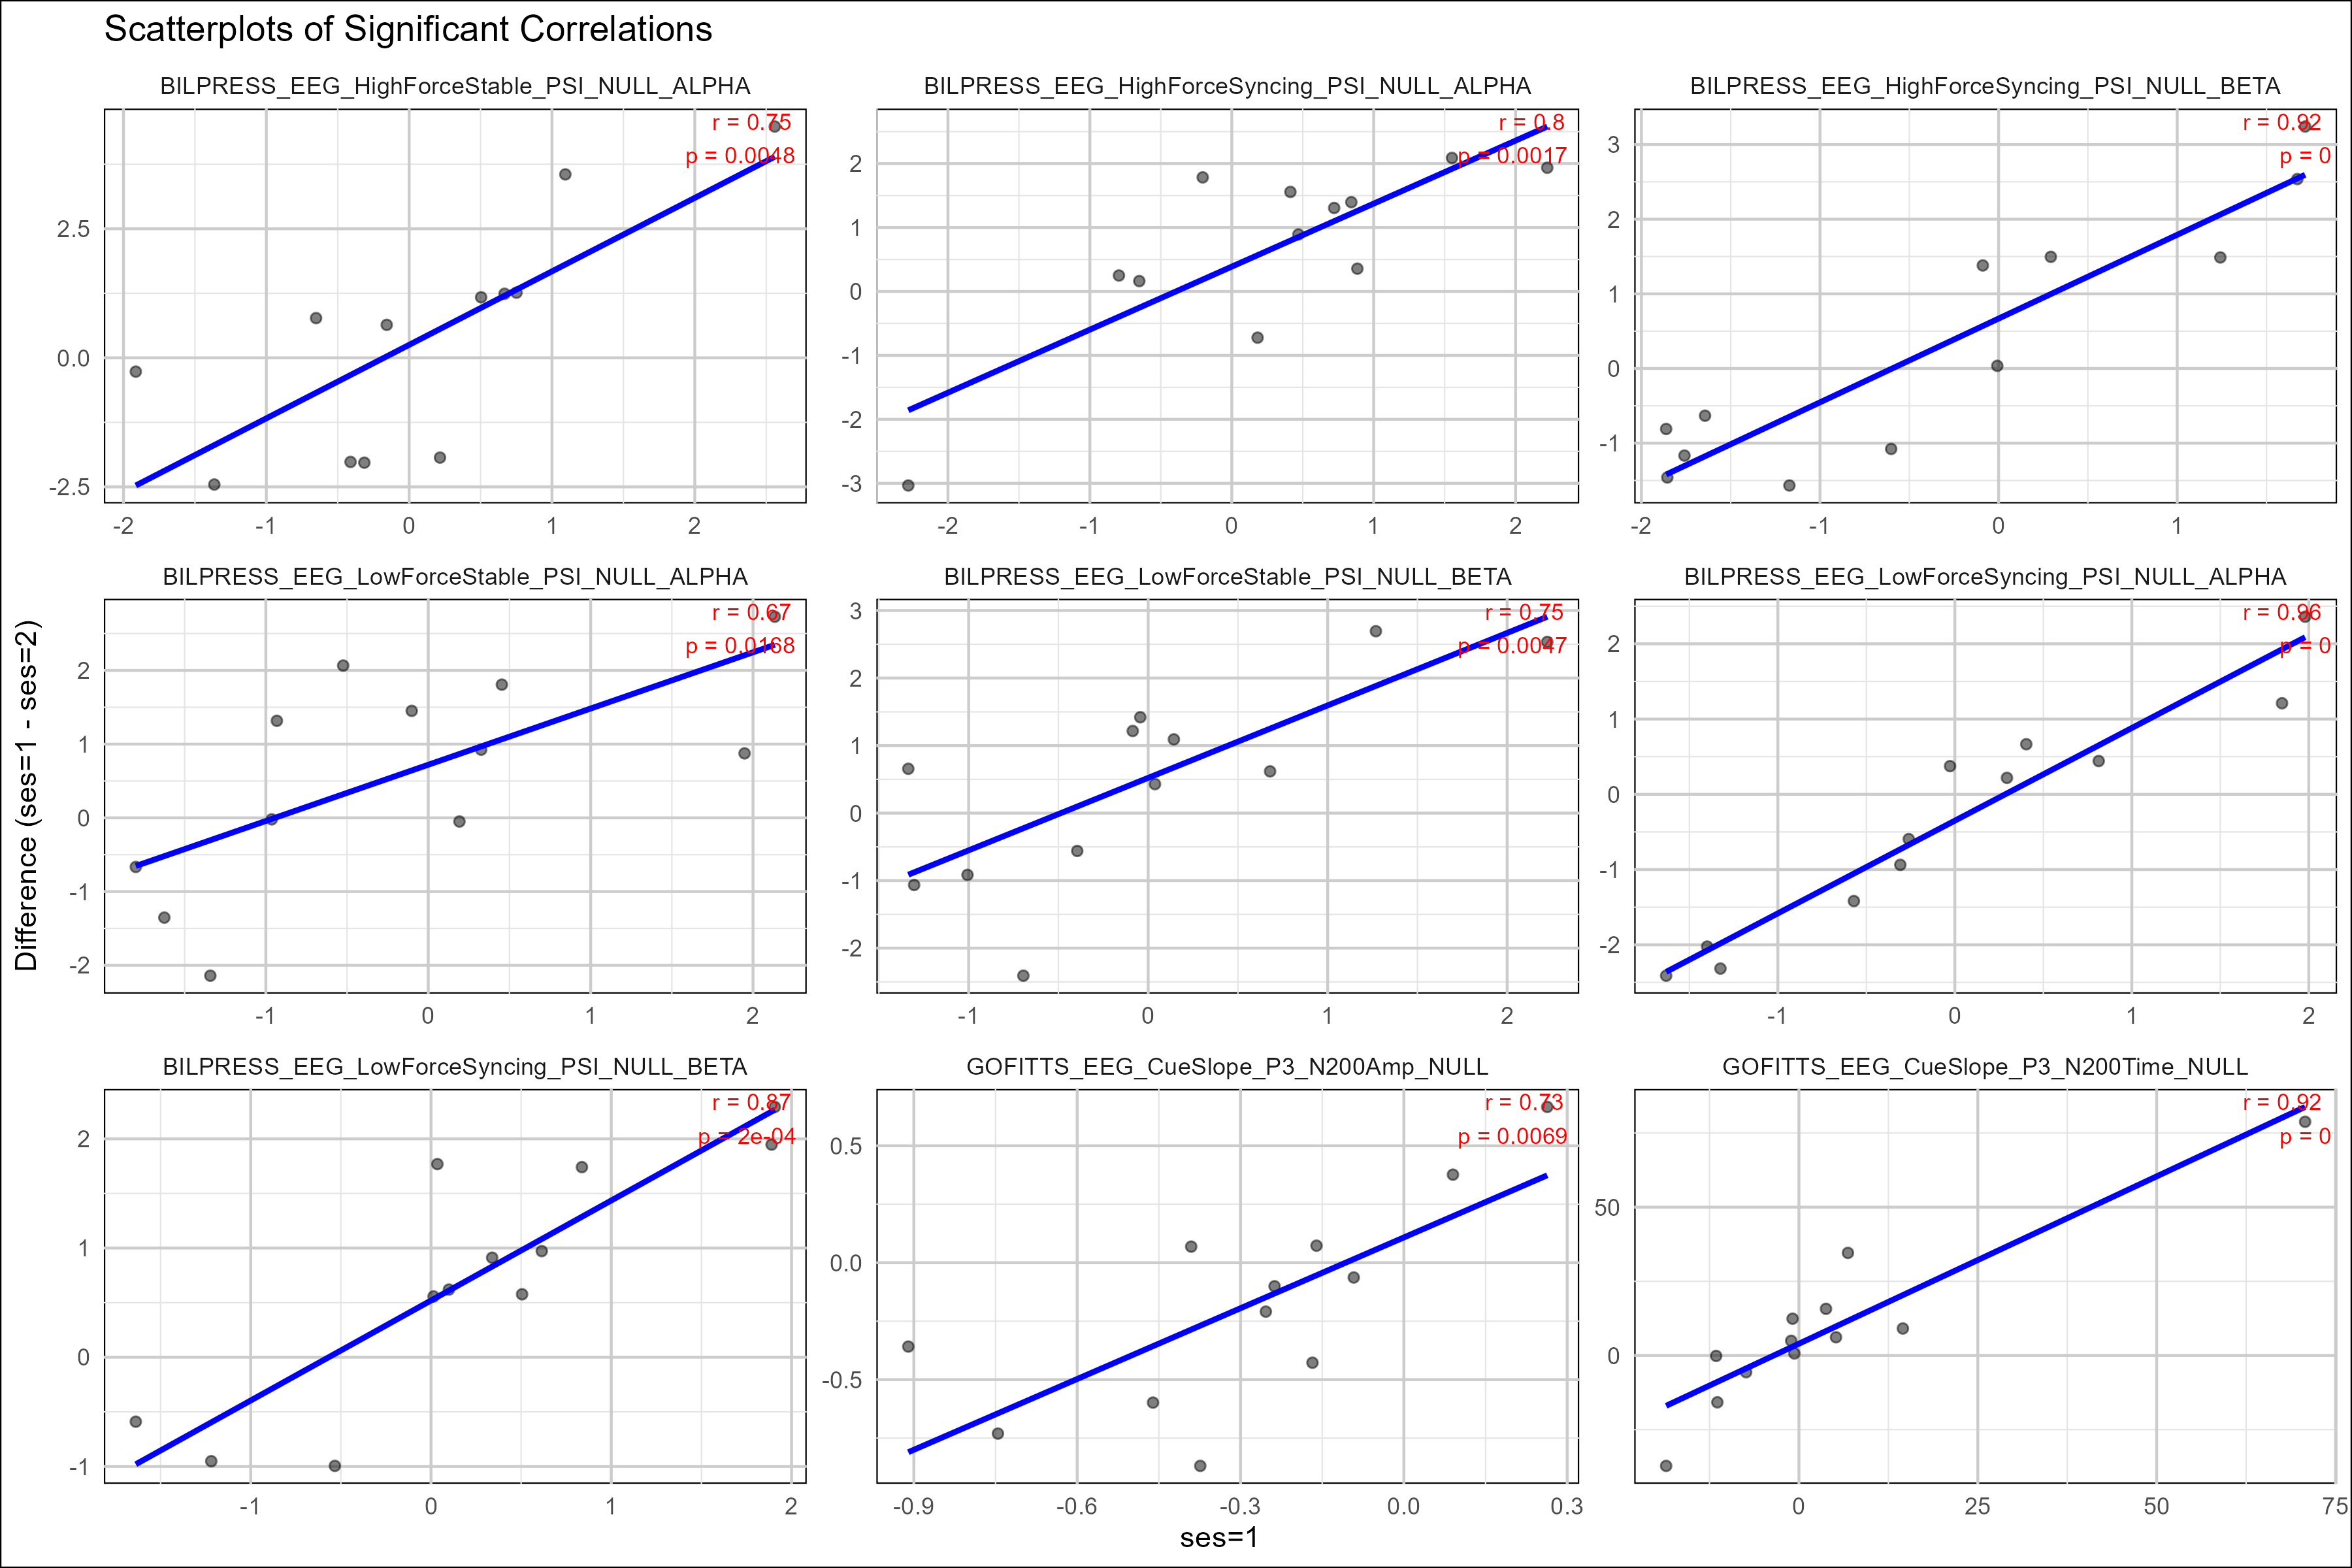 Scatterplots of Significant Correlations
BILPRESS_EEG_HighForceStable_PSI_NULL_ALPHA
BILPRESS_EEG_HighForceSyncing_PSI_NULL_ALPHA
BILPRESS_EEG_HighForceSyncing_PSI_NULL_BETA
r = 0.75
p = 0.0048
2.5
0.0
-2.5
-2 -1 0 1 2
r = 0.8
p = 0.0017
2
1
0
-1
-2
-3
-2 -1 0 1 2
r = 0.92
p = 0
3
2
1
0
-1
-2 -1 0 1
Difference (ses=1 - ses=2)
BILPRESS_EEG_LowForceStable_PSI_NULL_ALPHA
BILPRESS_EEG_LowForceStable_PSI_NULL_BETA
BILPRESS_EEG_LowForceSyncing_PSI_NULL_ALPHA
r = 0.67
p = 0.0168
2
1
0
-1
-2
-1 0 1 2
r = 0.75
p = 0.0047
3
2
1
0
-1
-2
-1 0 1 2
r = 0.96
p = 0
2
1
0
-1
-2
-1 0 1 2
BILPRESS_EEG_LowForceSyncing_PSI_NULL_BETA
GOFITTS_EEG_CueSlope_P3_N200Amp_NULL
GOFITTS_EEG_CueSlope_P3_N200Time_NULL
r = 0.87
p = 2e-04
2
1
0
-1
-1 0 1 2
r = 0.73
p = 0.0069
0.5
0.0
-0.5
-0.9 -0.6 -0.3 0.0 0.3
r = 0.92
p = 0
50
0
0 25 50 75
ses=1